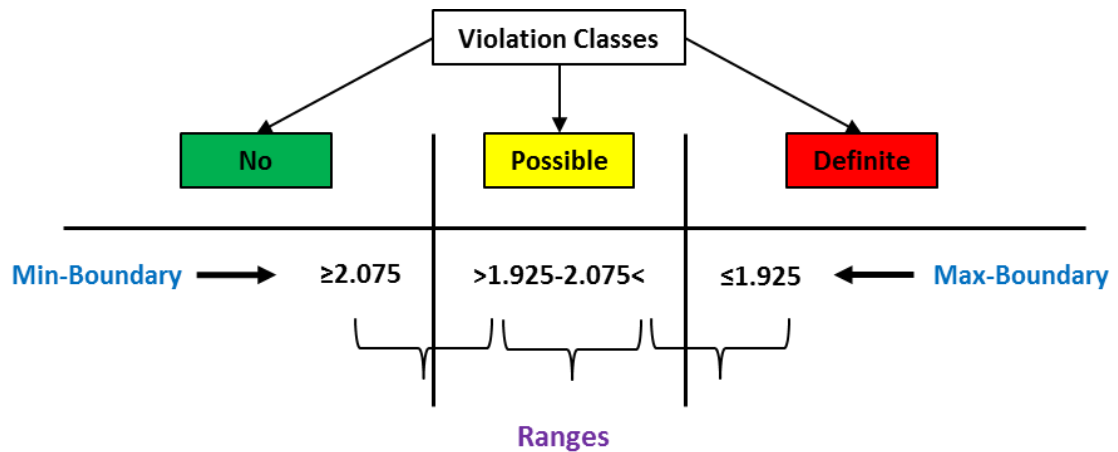 Violation Classes
No
Possible
Definite
Min-Boundary
≥2.075
>1.925-2.075<
≤1.925
Max-Boundary
Ranges